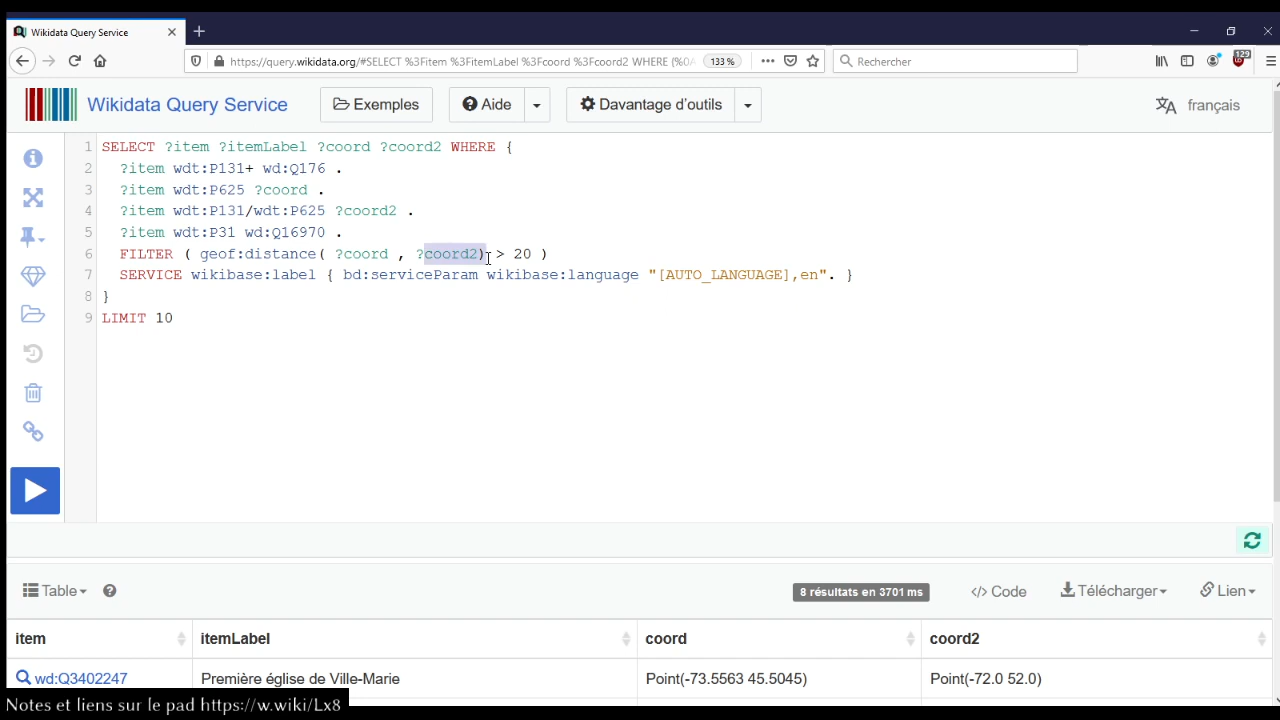 Wikidata Query Service
https://query.wikidata.org/#SELECT %3Fitem %3FitemLabel %3Fcoord %3Fcoord2 WHERE {%0A
133 %
Rechercher
129
Wikidata Query Service
Exemples
Aide
Davantage d'outils
français
1 SELECT ?item ?itemLabel ?coord ?coord2 WHERE {
2 ?item wdt:P131+ wd:Q176 .
3 ?item wdt:P625 ?coord .
4 ?item wdt:P131/wdt:P625 ?coord2 .
5 ?item wdt:P31 wd:Q16970 .
6 FILTER ( geof:distance( ?coord , ?coord2) > 20 )
7 SERVICE wikibase:label { bd:serviceParam wikibase:language "[AUTO_LANGUAGE],en". }
8 }
9 LIMIT 10
Table
8 résultats en 3701 ms
</> Code
Télécharger
Lien
item itemLabel coord coord2
wd:Q3402247 Première église de Ville-Marie Point(-73.5563 45.5045) Point(-72.0 52.0)
Notes et liens sur le pad https://w.wiki/Lx8